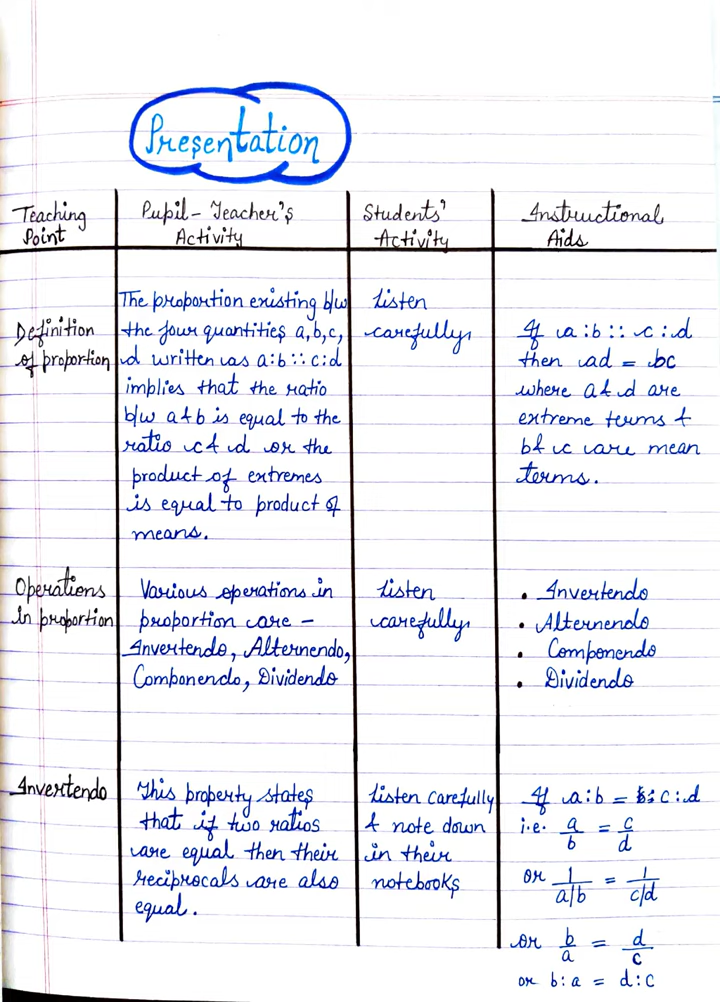 Presentation
Teaching
Point
Pupil-Teacher's
Activity
Students'
Activity
Instructional
Aids
Definition
of proportion
The proportion existing b/w
the four quantities a,b,c,
d written as a:b::c:d
implies that the ratio
b/w a & b is equal to the
ratio c & d or the
product of extremes
is equal to product of
means.
Listen
carefully
If a:b::c:d
then ad = bc
where a & d are
extreme terms &
b & c are mean
terms.
Operations
In proportion
Various operations in
proportion are -
Invertendo, Alternendo,
Componendo, Dividendo
Listen
carefully
• Invertendo
• Alternendo
• Componendo
• Dividendo
Invertendo
This property states
that if two ratios
are equal then their
reciprocals are also
equal.
Listen carefully
& note down
in their
notebooks
If a:b = c:d
i.e. a/b = c/d
or 1/a/b = 1/c/d
or b/a = d/c
or b:a = d:c